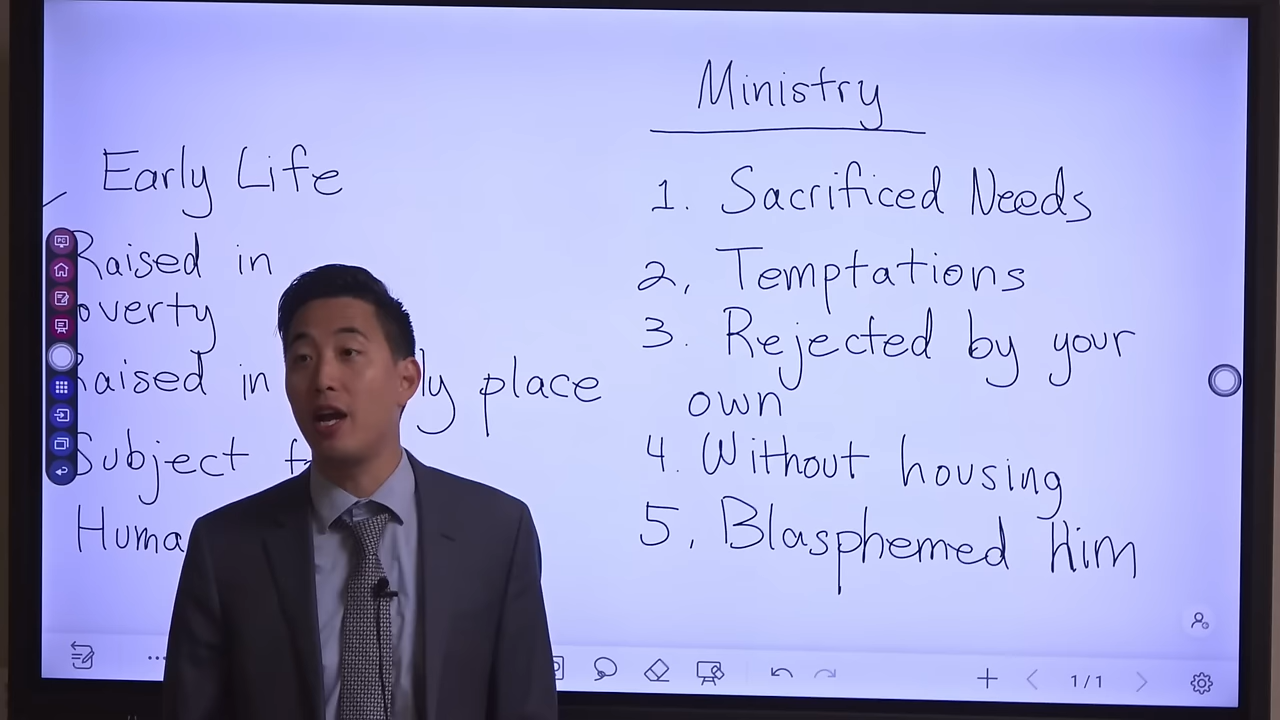 Early Life
Raised in
overty
aised in ly place
Subject
Huma
Ministry
1. Sacrificed Needs
2. Temptations
3. Rejected by your
own
4. Without housing
5. Blasphemed Him
1/1